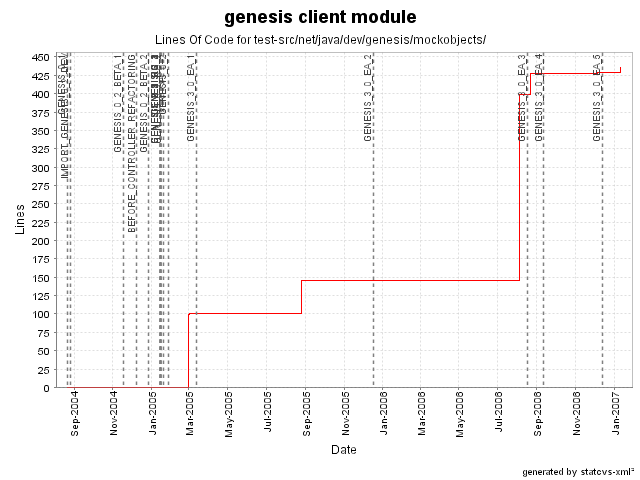 genesis client module
Lines Of Code for test-src/net/java/dev/genesis/mockobjects/
Lines
450
425
400
375
350
325
300
275
250
225
200
175
150
125
100
75
50
25
0
GENESIS_0_2_BETA_1
BEFORE_CONTROLLER_REFACTORING
GENESIS_0_2_BETA_2
GENESIS_3_0_EA_1
GENESIS_3_0_EA_2
GENESIS_3_0_EA_3
GENESIS_3_0_EA_4
GENESIS_3_0_EA_5
Sep-2004
Nov-2004
Jan-2005
Mar-2005
May-2005
Jul-2005
Sep-2005
Nov-2005
Jan-2006
Mar-2006
May-2006
Jul-2006
Sep-2006
Nov-2006
Jan-2007
Date
generated by statcvs-xml²